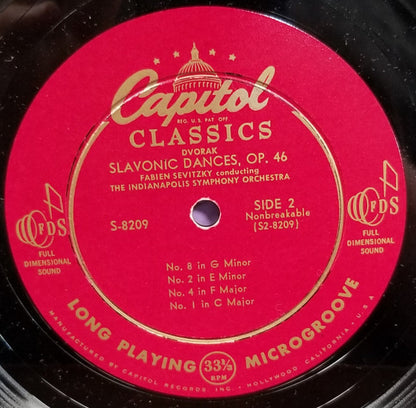 Capitol
REG. U.S. PAT. OFF.
CLASSICS
DVORAK
SLAVONIC DANCES, OP. 46
FABIEN SEVITZKY conducting
THE INDIANAPOLIS SYMPHONY ORCHESTRA
S-8209
SIDE 2
Nonbreakable
(S2-8209)
FDS
FULL
DIMENSIONAL
SOUND
FDS
FULL
DIMENSIONAL
SOUND
No. 8 in G Minor
No. 2 in E Minor
No. 4 in F Major
No. 1 in C Major
LONG PLAYING 33⅓ RPM MICROGROOVE
MANUFACTURED BY CAPITOL RECORDS, INC. • HOLLYWOOD, CALIFORNIA, U.S.A.